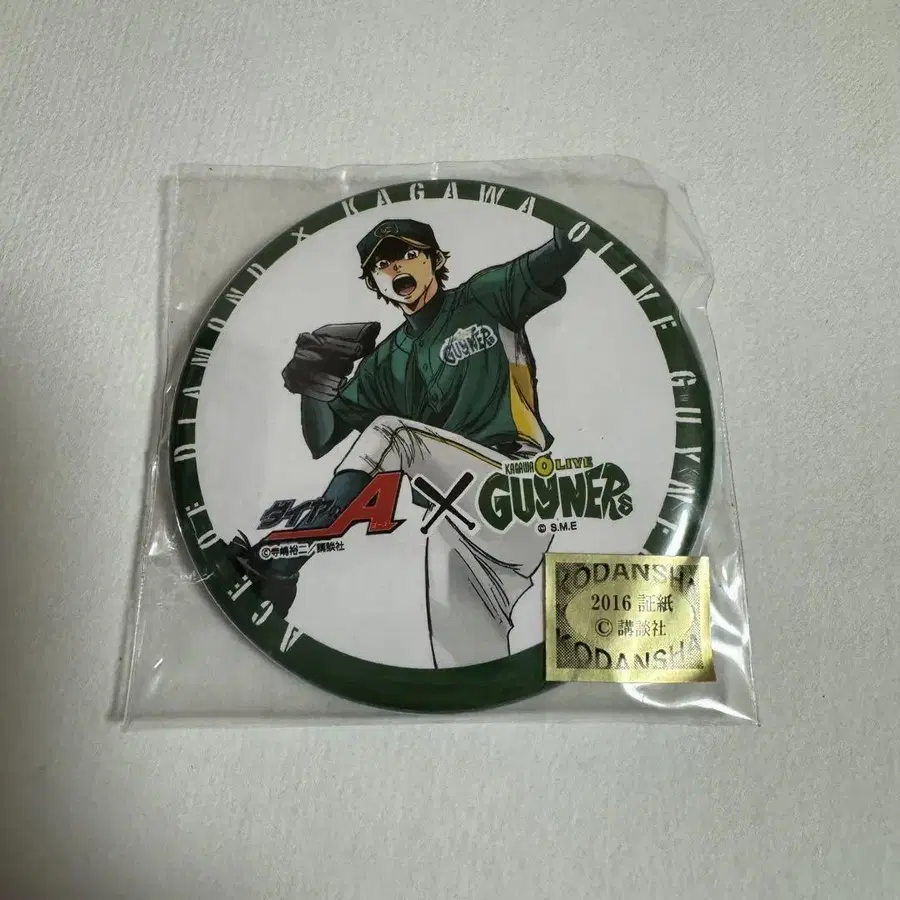 ACE OF DIAMOND × KAGAWA OLIVE GUYNE
GUYNERS
ダイヤのA
©寺嶋裕二/講談社
×
KAGAWA OLIVE
GUYNERS
© S.M.E
KODANSHA
2016 証紙
© 講談社
KODANSHA